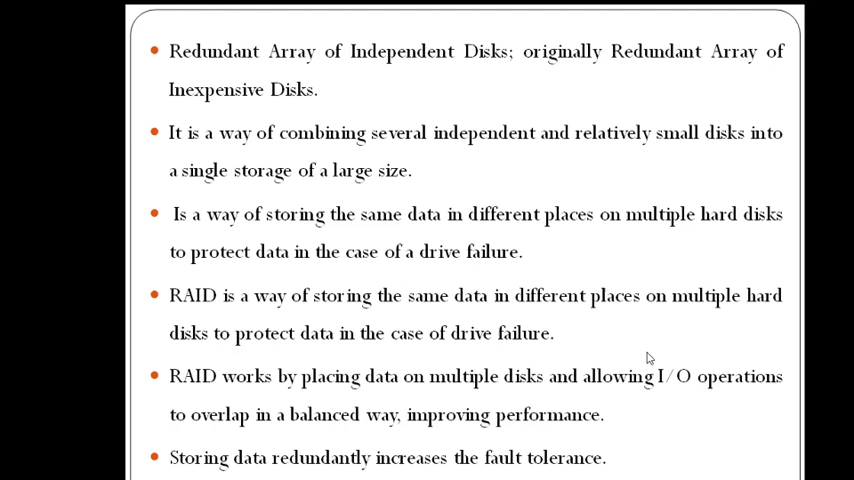 • Redundant Array of Independent Disks; originally Redundant Array of
Inexpensive Disks.
• It is a way of combining several independent and relatively small disks into
a single storage of a large size.
• Is a way of storing the same data in different places on multiple hard disks
to protect data in the case of a drive failure.
• RAID is a way of storing the same data in different places on multiple hard
disks to protect data in the case of drive failure.
• RAID works by placing data on multiple disks and allowing I/O operations
to overlap in a balanced way, improving performance.
• Storing data redundantly increases the fault tolerance.